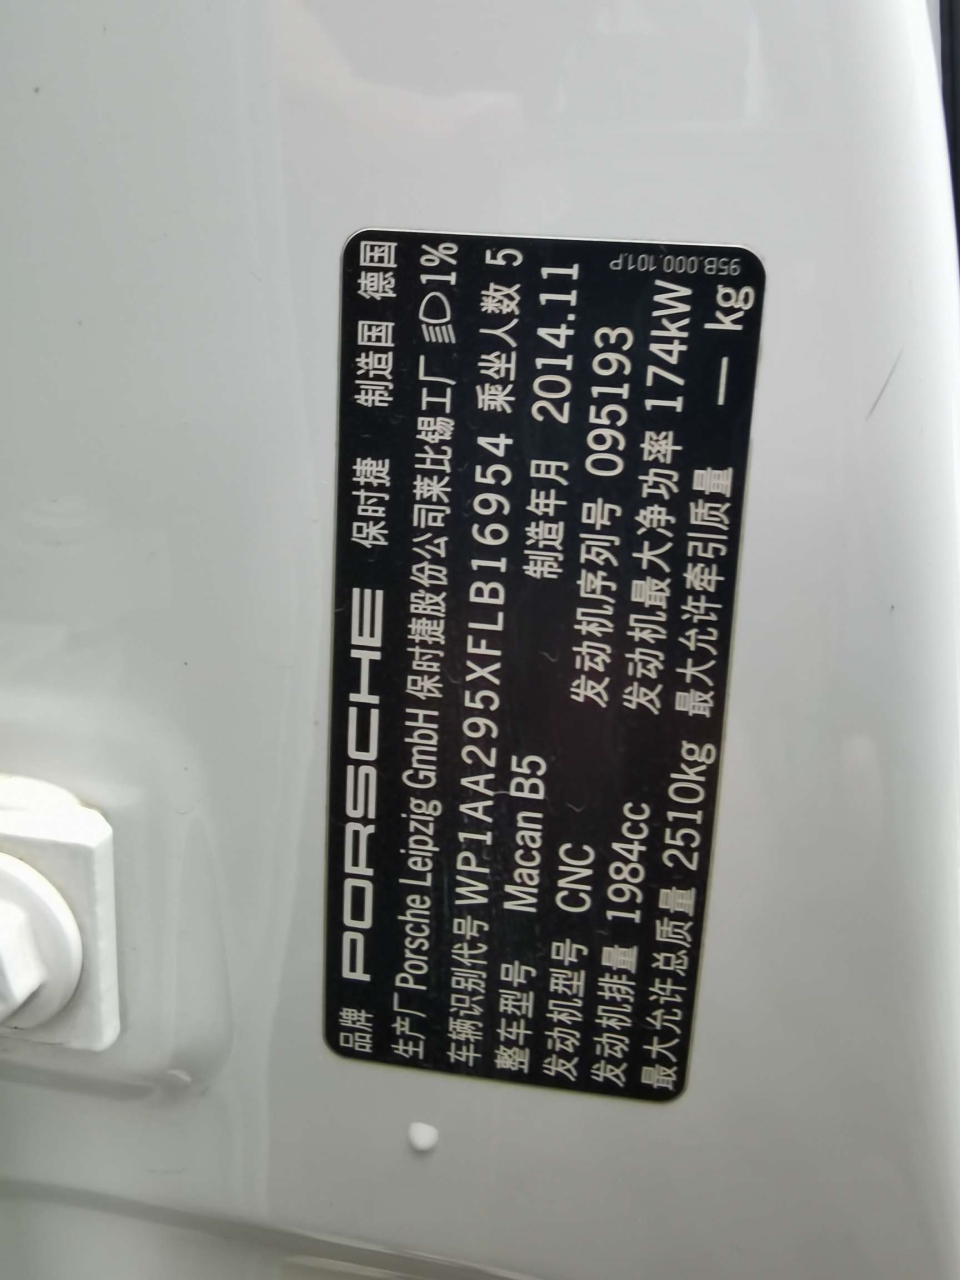 品牌 PORSCHE 保时捷 制造国 德国
生产厂 Porsche Leipzig GmbH 保时捷股份公司莱比锡工厂 1%
车辆识别代号 WP1AA295XFLB16954 乘坐人数 5
整车型号 Macan B5 制造年月 2014.11
发动机型号 CNC 发动机序列号 095193
发动机排量 1984cc 发动机最大净功率 174kW
最大允许总质量 2510kg 最大允许牵引质量 — kg
95B.000.101.P